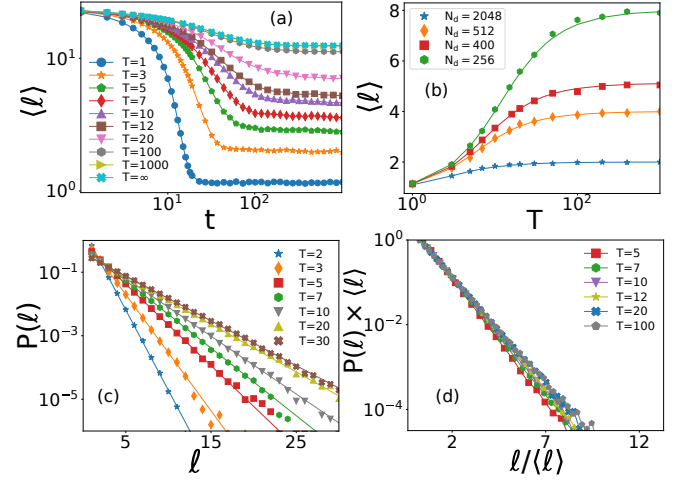 (a)
10¹
10⁰
⟨ℓ⟩
T=1
T=3
T=5
T=7
T=10
T=12
T=20
T=100
T=1000
T=∞
10¹ 10²
t
(b)
8
6
4
2
⟨ℓ⟩
N_d = 2048
N_d = 512
N_d = 400
N_d = 256
10⁰ 10²
T
(c)
10⁻¹
10⁻³
10⁻⁵
P(ℓ)
T=2
T=3
T=5
T=7
T=10
T=20
T=30
5 15 25
ℓ
(d)
10⁰
10⁻²
10⁻⁴
P(ℓ) × ⟨ℓ⟩
T=5
T=7
T=10
T=12
T=20
T=100
2 7 12
ℓ/⟨ℓ⟩